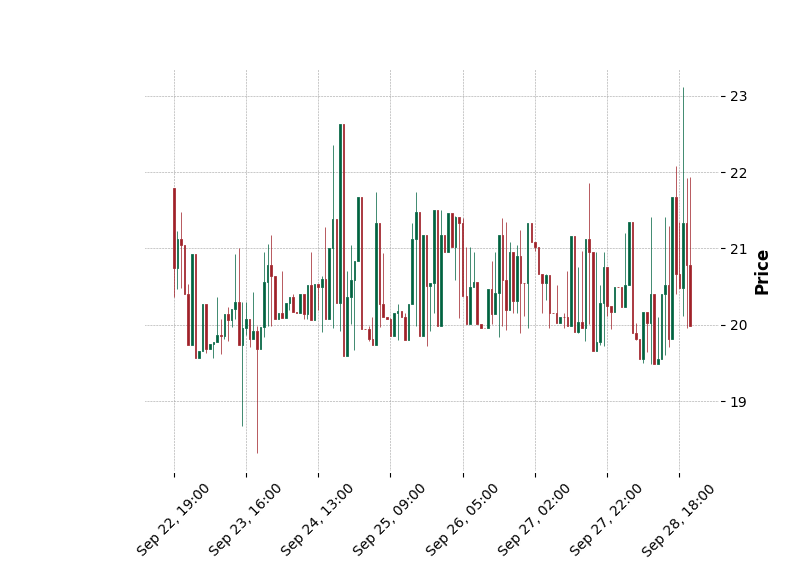 23
22
21
20
19
Price
Sep 22, 19:00
Sep 23, 16:00
Sep 24, 13:00
Sep 25, 09:00
Sep 26, 05:00
Sep 27, 02:00
Sep 27, 22:00
Sep 28, 18:00